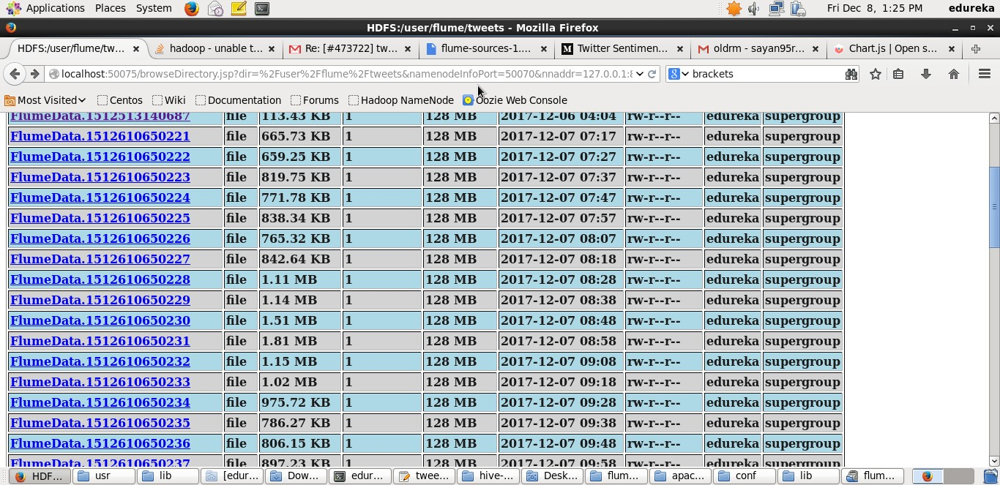 Applications Places System Fri Dec 8, 1:25 PM edureka
HDFS:/user/flume/tweets - Mozilla Firefox
HDFS:/user/flume/tw... hadoop - unable t... Re: [#473722] tw... flume-sources-1.... Twitter Sentimen... oldrm - sayan95r... Chart.js | Open s...
localhost:50075/browseDirectory.jsp?dir=%2Fuser%2Fflume%2Ftweets&namenodeInfoPort=50070&nnaddr=127.0.0.1:8 brackets
Most Visited Centos Wiki Documentation Forums Hadoop NameNode Oozie Web Console
FlumeData.1512513140687 file 113.43 KB 1 128 MB 2017-12-06 04:04 rw-r--r-- edureka supergroup
FlumeData.1512610650221 file 665.73 KB 1 128 MB 2017-12-07 07:17 rw-r--r-- edureka supergroup
FlumeData.1512610650222 file 659.25 KB 1 128 MB 2017-12-07 07:27 rw-r--r-- edureka supergroup
FlumeData.1512610650223 file 819.75 KB 1 128 MB 2017-12-07 07:37 rw-r--r-- edureka supergroup
FlumeData.1512610650224 file 771.78 KB 1 128 MB 2017-12-07 07:47 rw-r--r-- edureka supergroup
FlumeData.1512610650225 file 838.34 KB 1 128 MB 2017-12-07 07:57 rw-r--r-- edureka supergroup
FlumeData.1512610650226 file 765.32 KB 1 128 MB 2017-12-07 08:07 rw-r--r-- edureka supergroup
FlumeData.1512610650227 file 842.64 KB 1 128 MB 2017-12-07 08:18 rw-r--r-- edureka supergroup
FlumeData.1512610650228 file 1.11 MB 1 128 MB 2017-12-07 08:28 rw-r--r-- edureka supergroup
FlumeData.1512610650229 file 1.14 MB 1 128 MB 2017-12-07 08:38 rw-r--r-- edureka supergroup
FlumeData.1512610650230 file 1.51 MB 1 128 MB 2017-12-07 08:48 rw-r--r-- edureka supergroup
FlumeData.1512610650231 file 1.81 MB 1 128 MB 2017-12-07 08:58 rw-r--r-- edureka supergroup
FlumeData.1512610650232 file 1.15 MB 1 128 MB 2017-12-07 09:08 rw-r--r-- edureka supergroup
FlumeData.1512610650233 file 1.02 MB 1 128 MB 2017-12-07 09:18 rw-r--r-- edureka supergroup
FlumeData.1512610650234 file 975.72 KB 1 128 MB 2017-12-07 09:28 rw-r--r-- edureka supergroup
FlumeData.1512610650235 file 786.27 KB 1 128 MB 2017-12-07 09:38 rw-r--r-- edureka supergroup
FlumeData.1512610650236 file 806.15 KB 1 128 MB 2017-12-07 09:48 rw-r--r-- edureka supergroup
FlumeData.1512610650237 file 897.23 KB 1 128 MB 2017-12-07 09:58 rw-r--r-- edureka supergroup
HDF... usr lib [edur... Dow... edur... twee... hive-... Desk... flum... apac... conf lib flum...